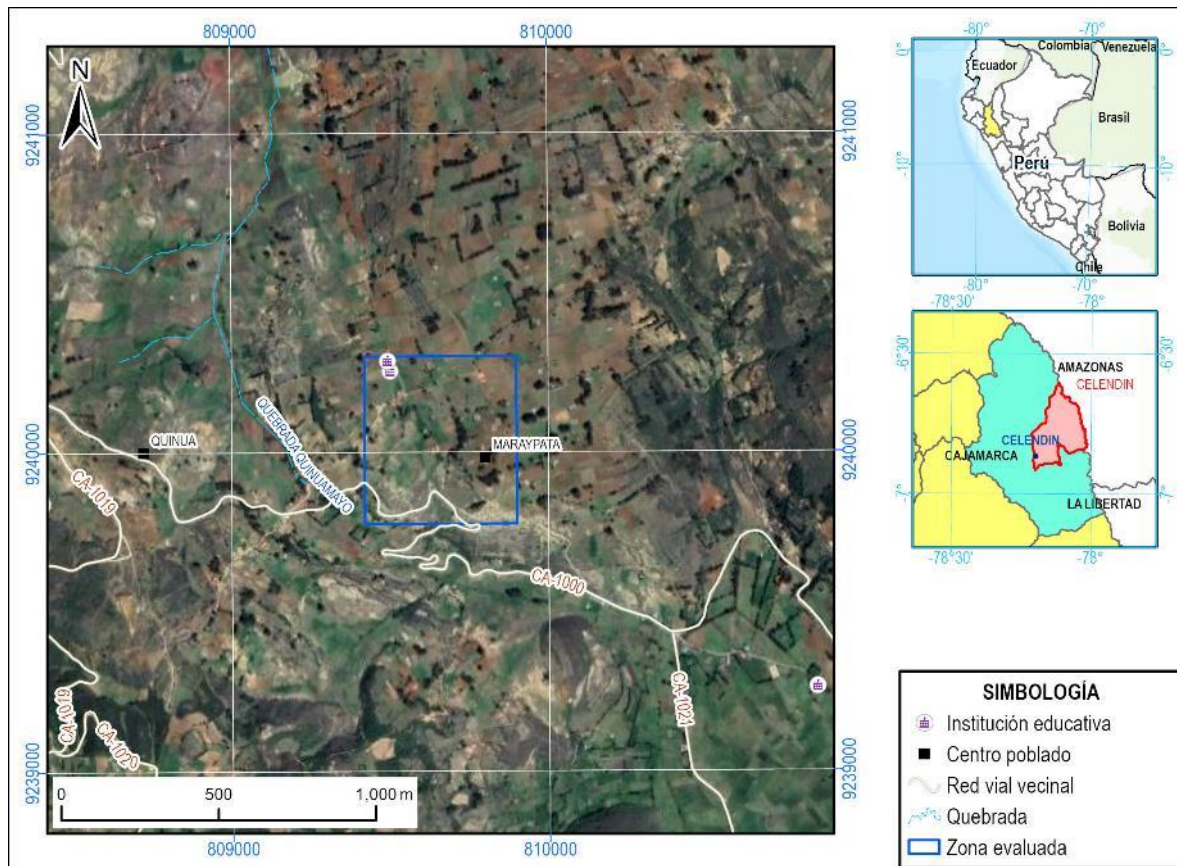 809000
810000
N
9241000
9241000
QUEBRADA QUINUAMAYO
QUINUA
MARAYPATA
9240000
9240000
CA-1019
CA-1000
CA-1019
CA-1020
CA-1021
9239000
9239000
0 500 1,000 m
809000
810000
-80°
-70°
0°
0°
Colombia
Venezuela
Ecuador
Brasil
Perú
-10°
-10°
Bolivia
Chile
-80°
-70°
-78°30'
-78°
-6°30'
-6°30'
AMAZONAS
CELENDIN
CELENDIN
CAJAMARCA
LA LIBERTAD
-7°
-7°
-78°30'
-78°
SIMBOLOGÍA
Institución educativa
Centro poblado
Red vial vecinal
Quebrada
Zona evaluada